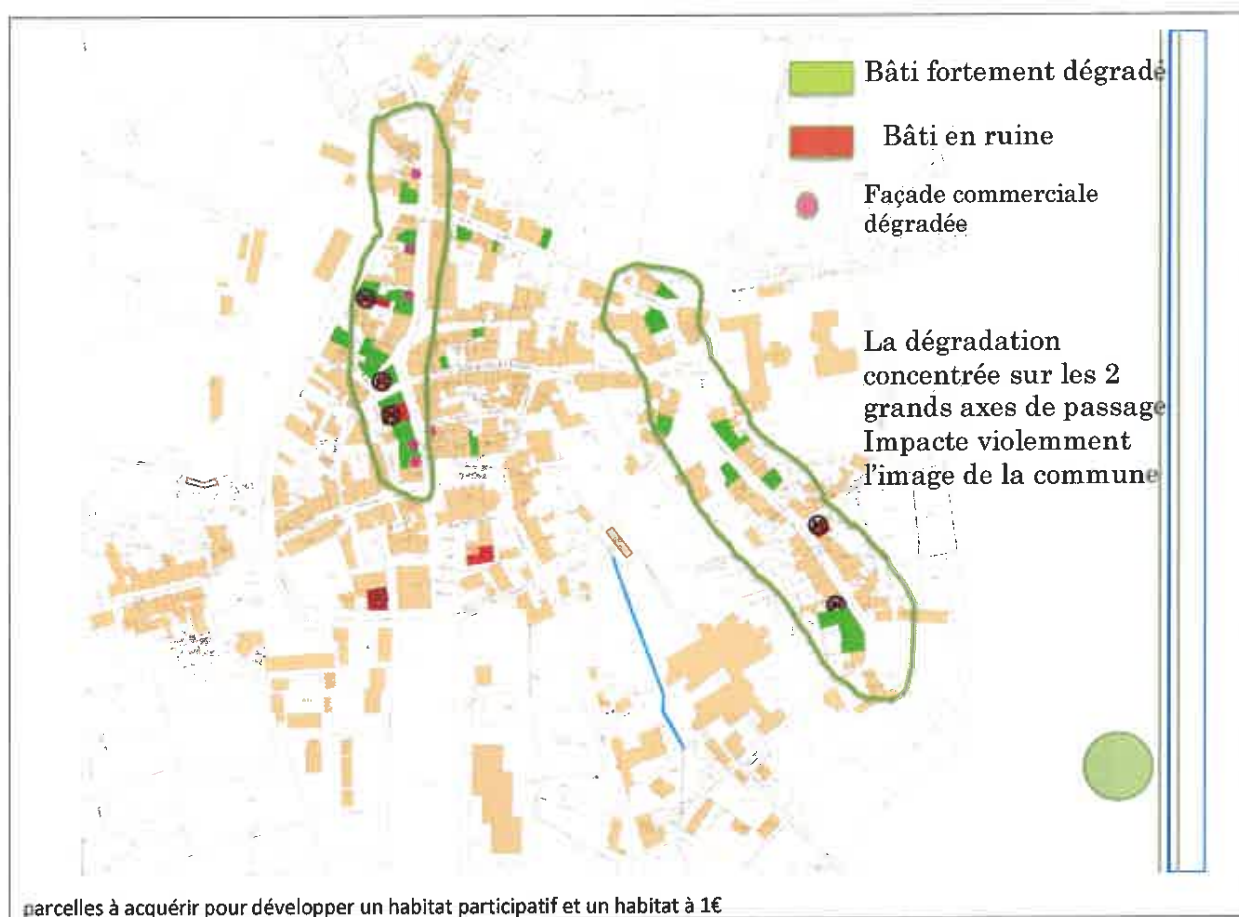 Bâti fortement dégradé
Bâti en ruine
Façade commerciale
dégradée
La dégradation
concentrée sur les 2
grands axes de passage
Impacte violemment
l'image de la commune
parcelles à acquérir pour développer un habitat participatif et un habitat à 1€